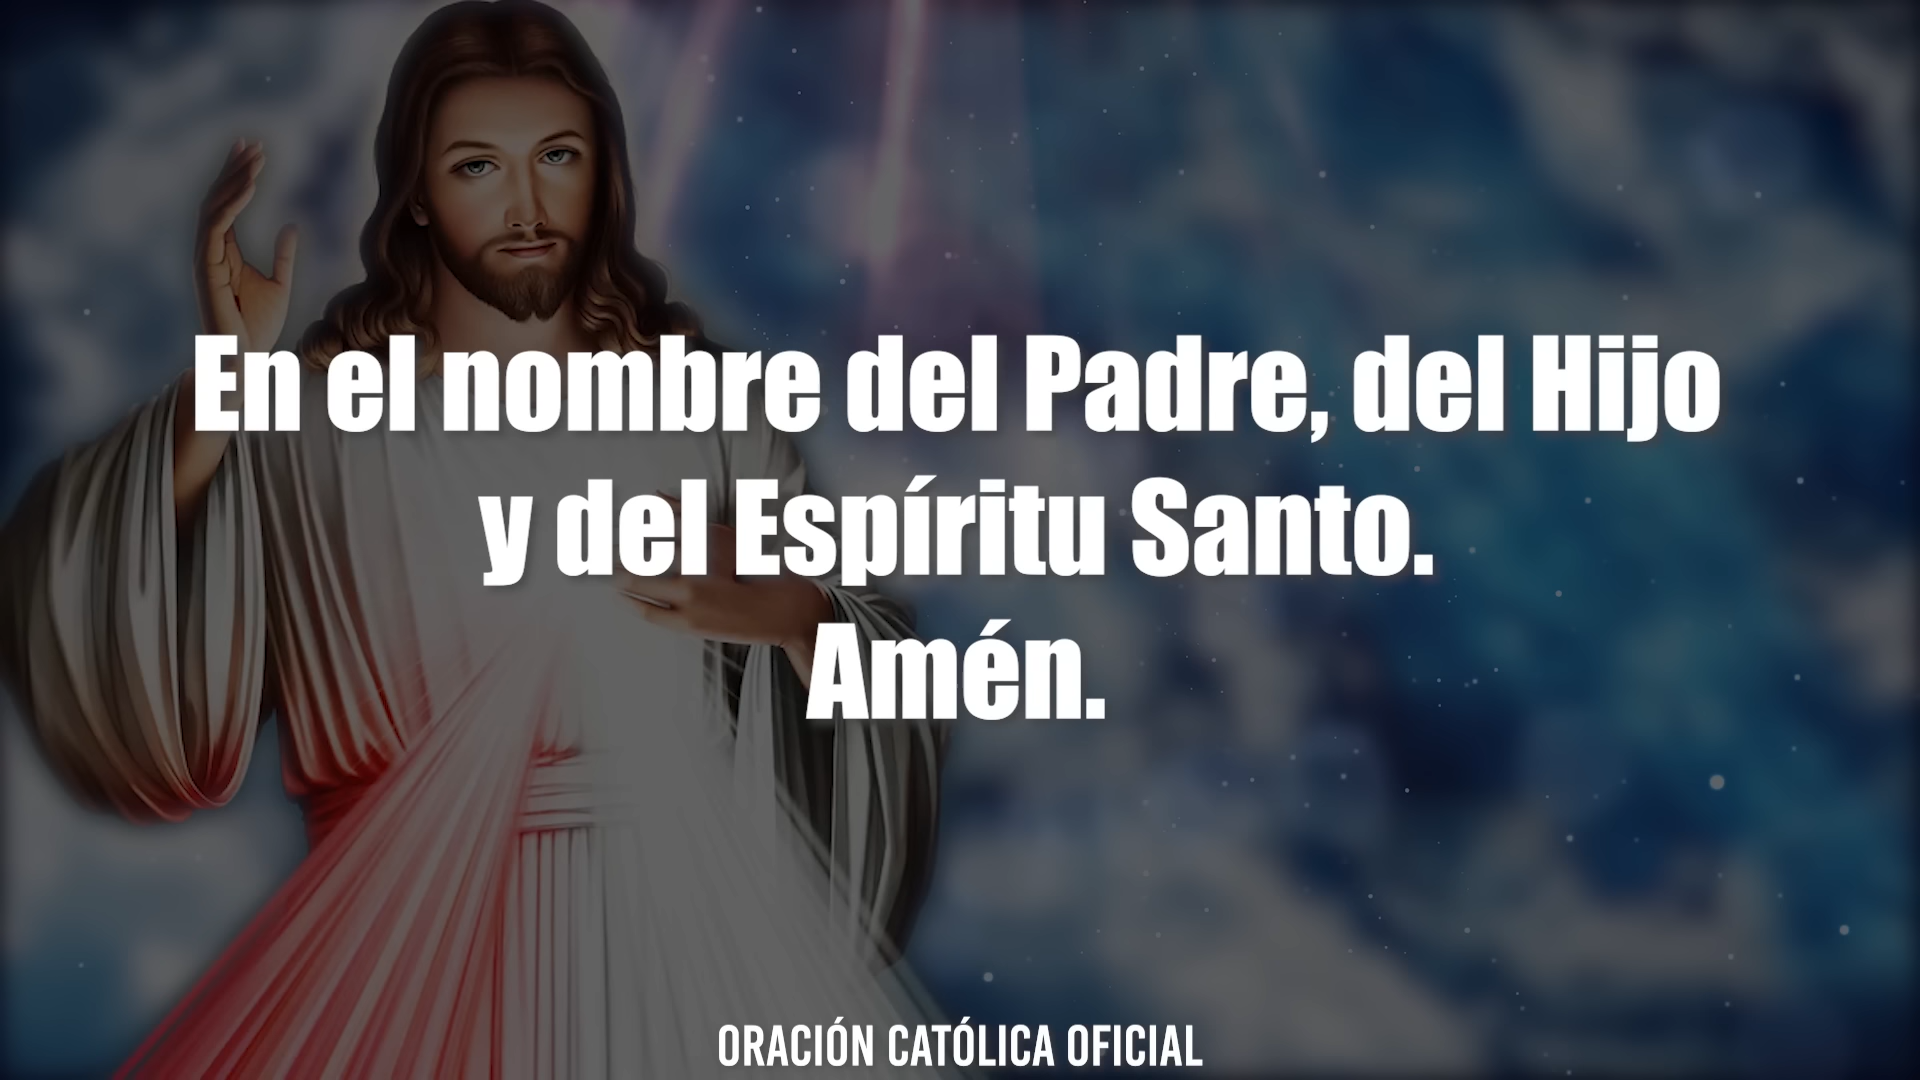 En el nombre del Padre, del Hijo
y del Espíritu Santo.
Amén.
ORACIÓN CATÓLICA OFICIAL